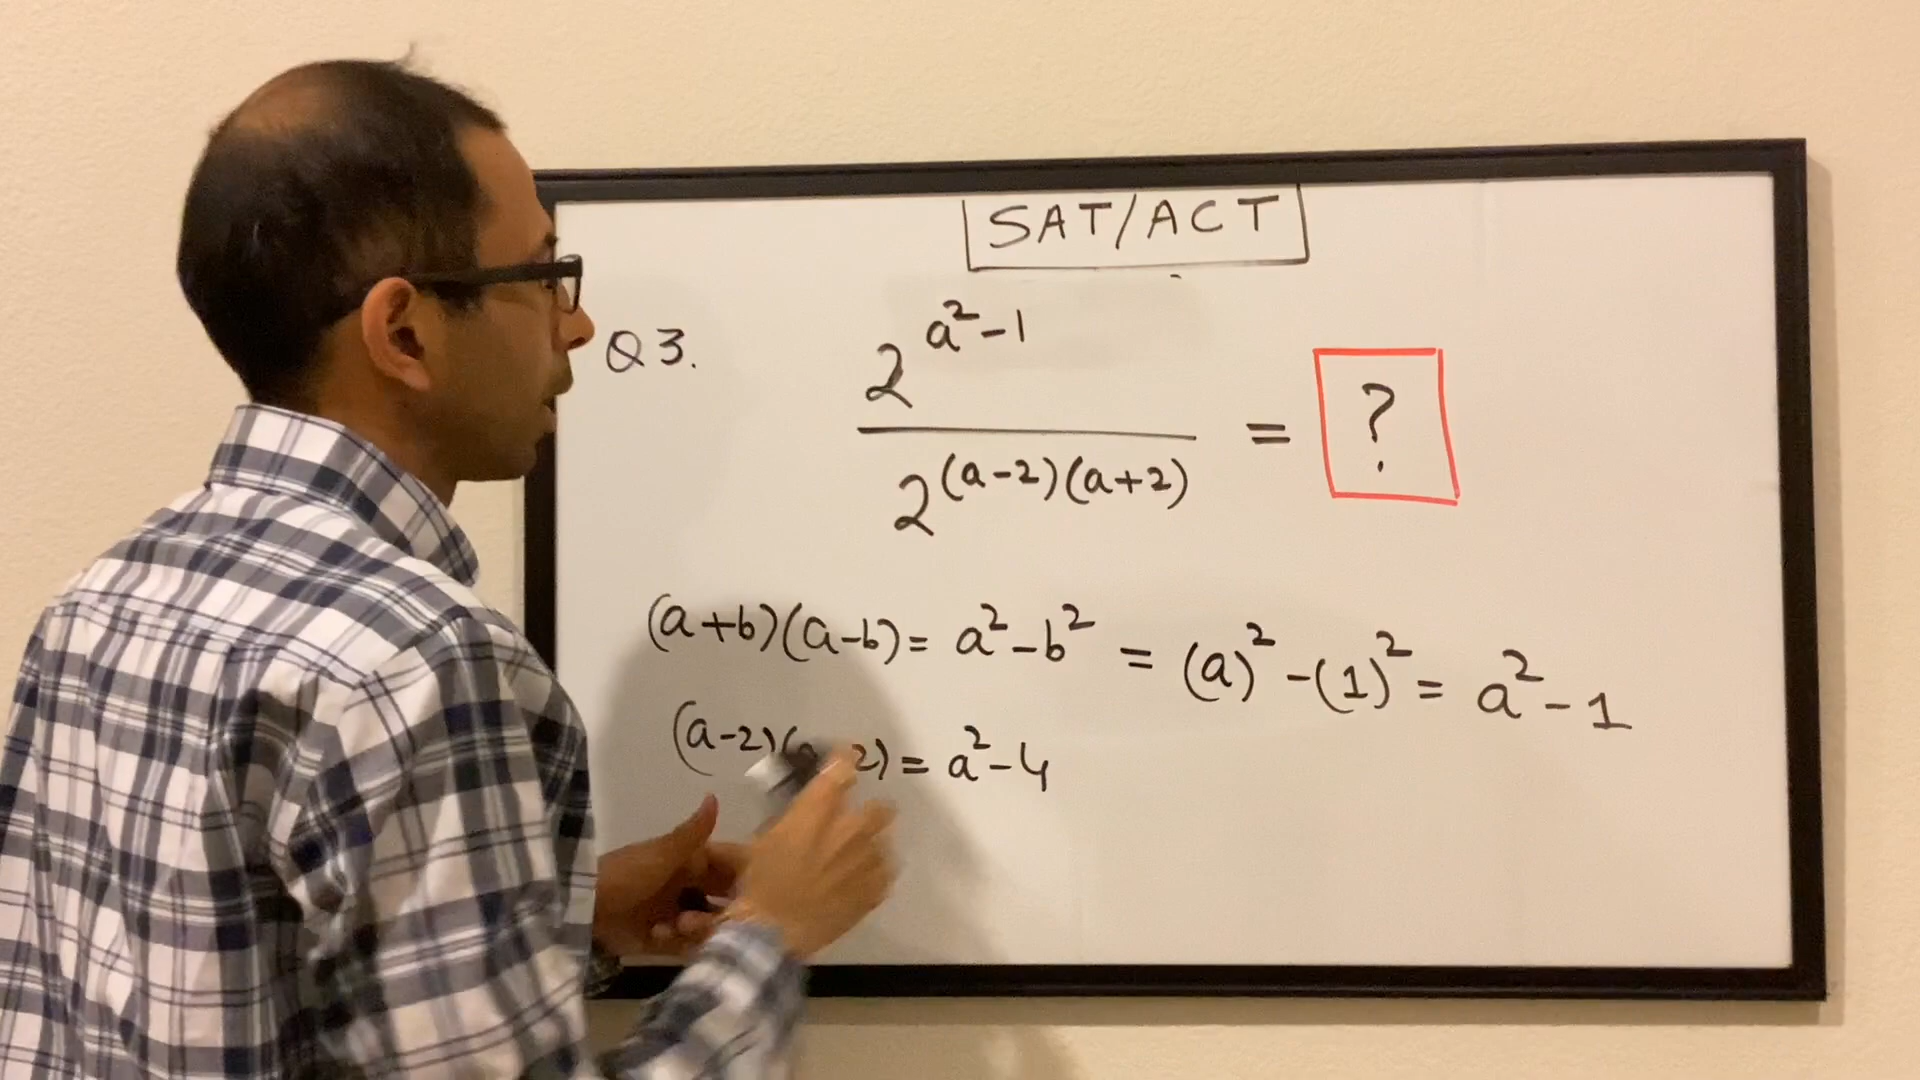 SAT/ACT
Q3.
2^(a²-1)
2^((a-2)(a+2))
= ?
(a+b)(a-b) = a²-b² = (a)²-(1)² = a²-1
(a-2)( 2) = a²-4